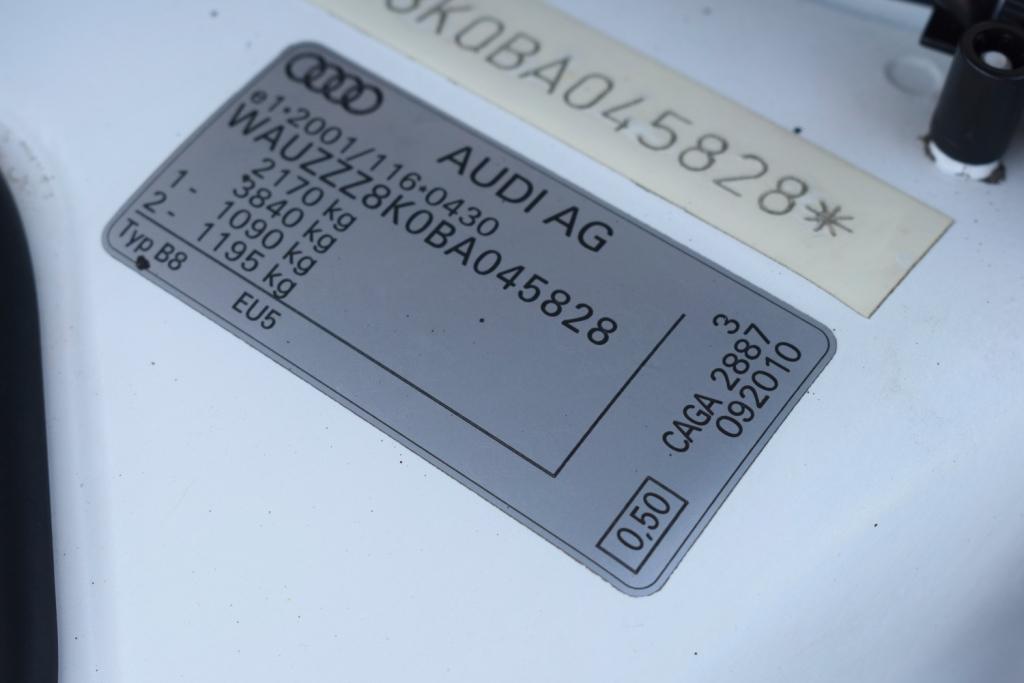 8K0BA045828*
AUDI AG
e1*2001/116*0430
WAUZZZ8K0BA045828
2170 kg
3840 kg
1- 1090 kg
2- 1195 kg
Typ B8
EU5
3
CAGA 2887
092010
0,50